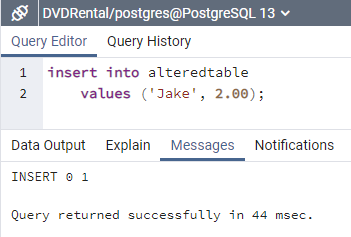 DVDRental/postgres@PostgreSQL 13
Query Editor Query History
1 insert into alteredtable
2 values ('Jake', 2.00);
Data Output Explain Messages Notifications
INSERT 0 1
Query returned successfully in 44 msec.